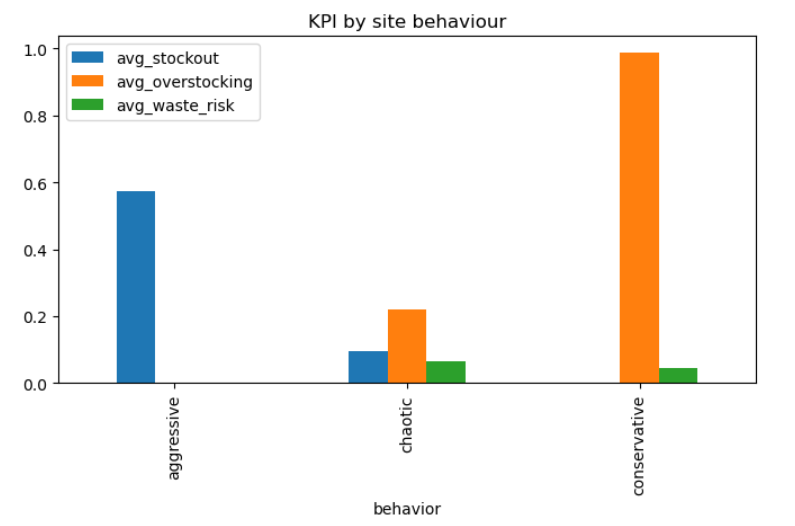 KPI by site behaviour
avg_stockout
avg_overstocking
avg_waste_risk
1.0
0.8
0.6
0.4
0.2
0.0
aggressive
chaotic
conservative
behavior